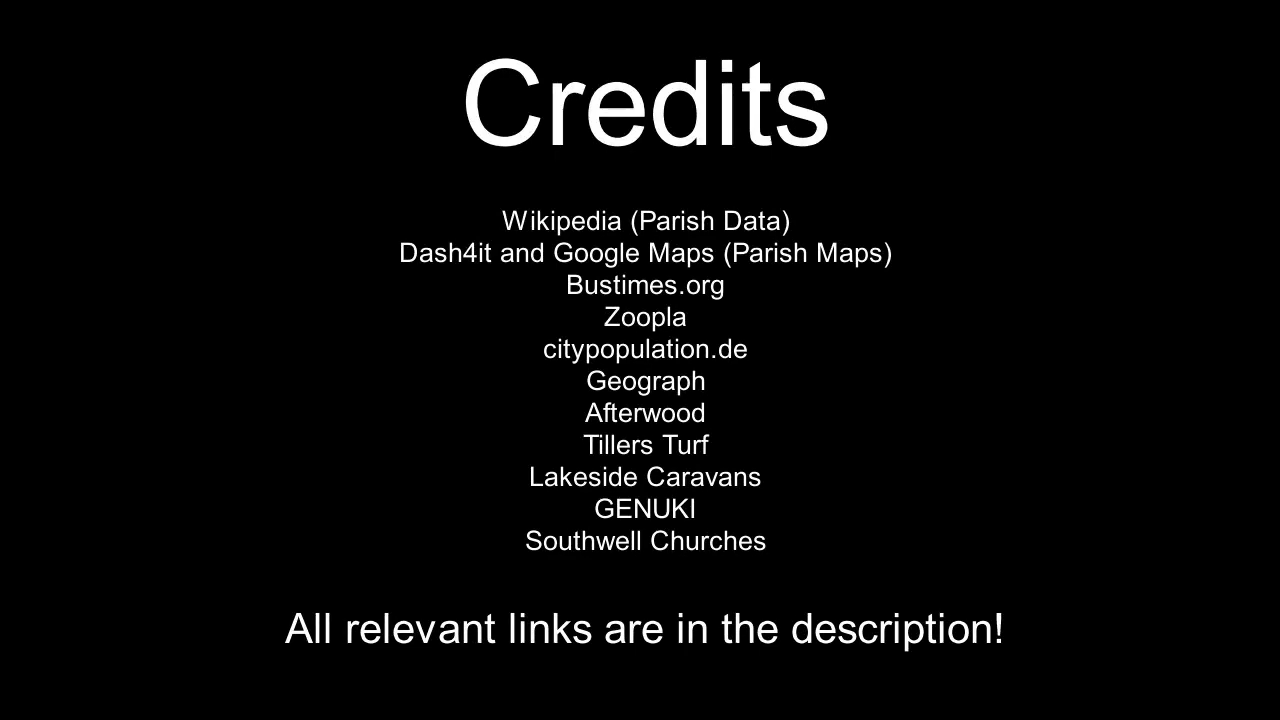 Credits
Wikipedia (Parish Data)
Dash4it and Google Maps (Parish Maps)
Bustimes.org
Zoopla
citypopulation.de
Geograph
Afterwood
Tillers Turf
Lakeside Caravans
GENUKI
Southwell Churches
All relevant links are in the description!